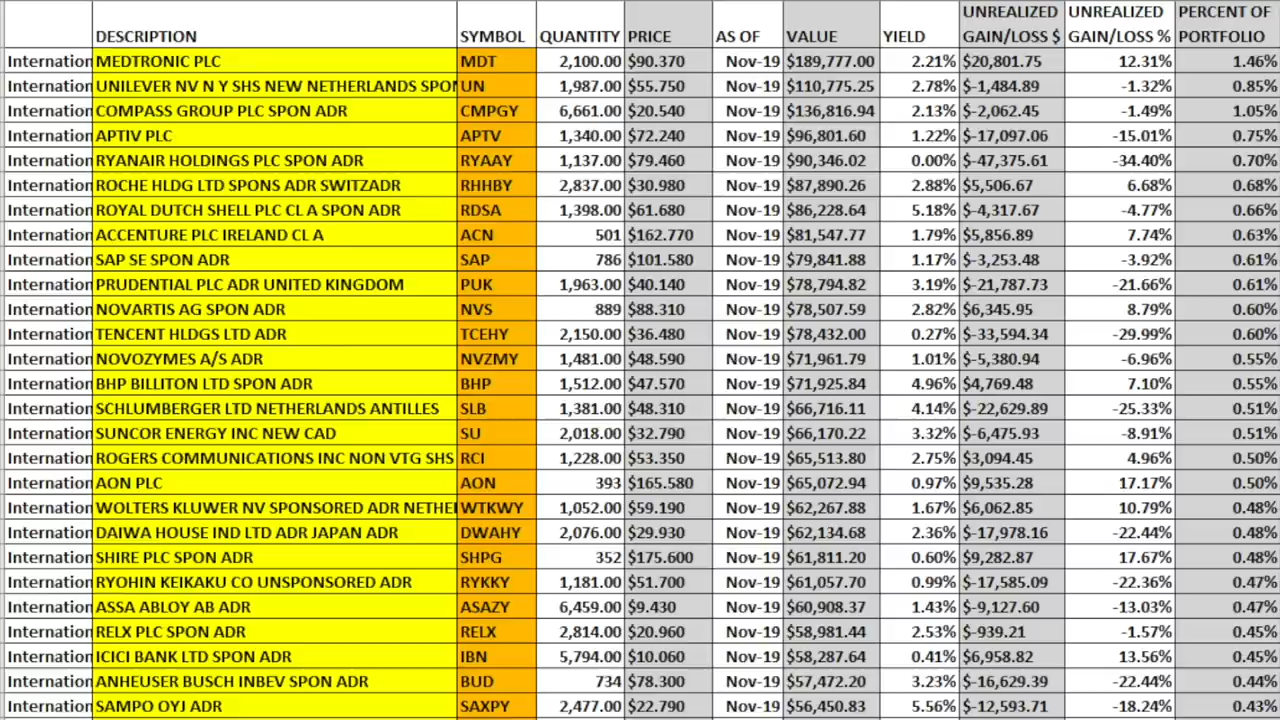 UNREALIZED UNREALIZED PERCENT OF
DESCRIPTION SYMBOL QUANTITY PRICE AS OF VALUE YIELD GAIN/LOSS $ GAIN/LOSS % PORTFOLIO
Internation MEDTRONIC PLC MDT 2,100.00 $90.370 Nov-19 $189,777.00 2.21% $20,801.75 12.31% 1.46%
Internation UNILEVER NV N Y SHS NEW NETHERLANDS SPO UN 1,987.00 $55.750 Nov-19 $110,775.25 2.78% $-1,484.89 -1.32% 0.85%
Internation COMPASS GROUP PLC SPON ADR CMPGY 6,661.00 $20.540 Nov-19 $136,816.94 2.13% $-2,062.45 -1.49% 1.05%
Internation APTIV PLC APTV 1,340.00 $72.240 Nov-19 $96,801.60 1.22% $-17,097.06 -15.01% 0.75%
Internation RYANAIR HOLDINGS PLC SPON ADR RYAAY 1,137.00 $79.460 Nov-19 $90,346.02 0.00% $-47,375.61 -34.40% 0.70%
Internation ROCHE HLDG LTD SPONS ADR SWITZADR RHHBY 2,837.00 $30.980 Nov-19 $87,890.26 2.88% $5,506.67 6.68% 0.68%
Internation ROYAL DUTCH SHELL PLC CL A SPON ADR RDSA 1,398.00 $61.680 Nov-19 $86,228.64 5.18% $-4,317.67 -4.77% 0.66%
Internation ACCENTURE PLC IRELAND CL A ACN 501 $162.770 Nov-19 $81,547.77 1.79% $5,856.89 7.74% 0.63%
Internation SAP SE SPON ADR SAP 786 $101.580 Nov-19 $79,841.88 1.17% $-3,253.48 -3.92% 0.61%
Internation PRUDENTIAL PLC ADR UNITED KINGDOM PUK 1,963.00 $40.140 Nov-19 $78,794.82 3.19% $-21,787.73 -21.66% 0.61%
Internation NOVARTIS AG SPON ADR NVS 889 $88.310 Nov-19 $78,507.59 2.82% $6,345.95 8.79% 0.60%
Internation TENCENT HLDGS LTD ADR TCEHY 2,150.00 $36.480 Nov-19 $78,432.00 0.27% $-33,594.34 -29.99% 0.60%
Internation NOVOZYMES A/S ADR NVZMY 1,481.00 $48.590 Nov-19 $71,961.79 1.01% $-5,380.94 -6.96% 0.55%
Internation BHP BILLITON LTD SPON ADR BHP 1,512.00 $47.570 Nov-19 $71,925.84 4.96% $4,769.48 7.10% 0.55%
Internation SCHLUMBERGER LTD NETHERLANDS ANTILLES SLB 1,381.00 $48.310 Nov-19 $66,716.11 4.14% $-22,629.89 -25.33% 0.51%
Internation SUNCOR ENERGY INC NEW CAD SU 2,018.00 $32.790 Nov-19 $66,170.22 3.32% $-6,475.93 -8.91% 0.51%
Internation ROGERS COMMUNICATIONS INC NON VTG SHS RCI 1,228.00 $53.350 Nov-19 $65,513.80 2.75% $3,094.45 4.96% 0.50%
Internation AON PLC AON 393 $165.580 Nov-19 $65,072.94 0.97% $9,535.28 17.17% 0.50%
Internation WOLTERS KLUWER NV SPONSORED ADR NETHE WTKWY 1,052.00 $59.190 Nov-19 $62,267.88 1.67% $6,062.85 10.79% 0.48%
Internation DAIWA HOUSE IND LTD ADR JAPAN ADR DWAHY 2,076.00 $29.930 Nov-19 $62,134.68 2.36% $-17,978.16 -22.44% 0.48%
Internation SHIRE PLC SPON ADR SHPG 352 $175.600 Nov-19 $61,811.20 0.60% $9,282.87 17.67% 0.48%
Internation RYOHIN KEIKAKU CO UNSPONSORED ADR RYKKY 1,181.00 $51.700 Nov-19 $61,057.70 0.99% $-17,585.09 -22.36% 0.47%
Internation ASSA ABLOY AB ADR ASAZY 6,459.00 $9.430 Nov-19 $60,908.37 1.43% $-9,127.60 -13.03% 0.47%
Internation RELX PLC SPON ADR RELX 2,814.00 $20.960 Nov-19 $58,981.44 2.53% $-939.21 -1.57% 0.45%
Internation ICICI BANK LTD SPON ADR IBN 5,794.00 $10.060 Nov-19 $58,287.64 0.41% $6,958.82 13.56% 0.45%
Internation ANHEUSER BUSCH INBEV SPON ADR BUD 734 $78.300 Nov-19 $57,472.20 3.23% $-16,629.39 -22.44% 0.44%
Internation SAMPO OYJ ADR SAXPY 2,477.00 $22.790 Nov-19 $56,450.83 5.56% $-12,593.71 -18.24% 0.43%